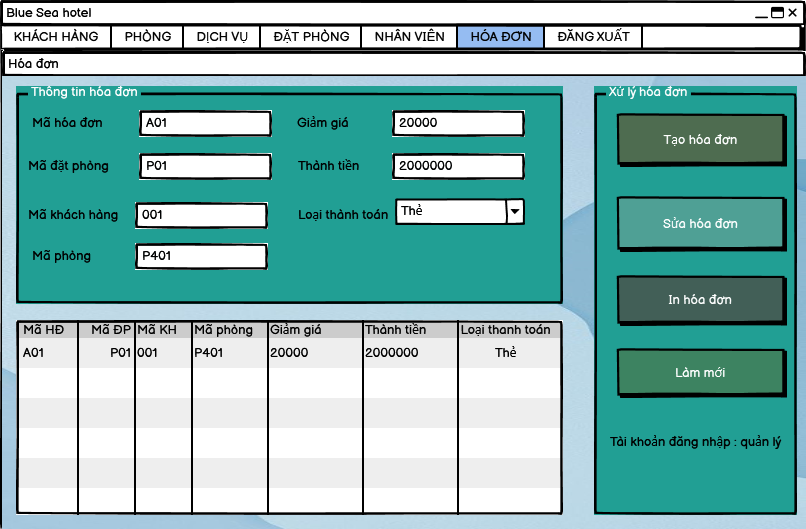 Blue Sea hotel
KHÁCH HÀNG PHÒNG DỊCH VỤ ĐẶT PHÒNG NHÂN VIÊN HÓA ĐƠN ĐĂNG XUẤT
Hóa đơn
Thông tin hóa đơn
Mã hóa đơn A01 Giảm giá 20000
Mã đặt phòng P01 Thành tiền 2000000
Mã khách hàng 001 Loại thành toán Thẻ
Mã phòng P401
Mã HĐ Mã ĐP Mã KH Mã phòng Giảm giá Thành tiền Loại thanh toán
A01 P01 001 P401 20000 2000000 Thẻ
Xử lý hóa đơn
Tạo hóa đơn
Sửa hóa đơn
In hóa đơn
Làm mới
Tài khoản đăng nhập : quản lý